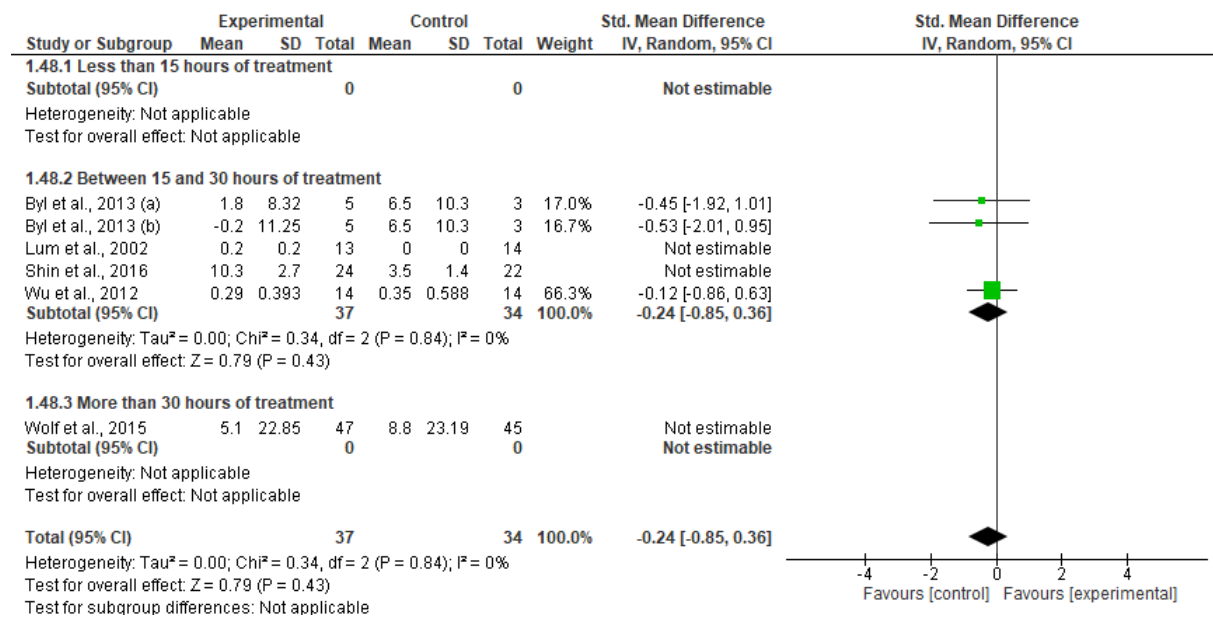 Experimental Control Std. Mean Difference Std. Mean Difference
Study or Subgroup Mean SD Total Mean SD Total Weight IV, Random, 95% CI IV, Random, 95% CI
1.48.1 Less than 15 hours of treatment
Subtotal (95% CI) 0 0 Not estimable
Heterogeneity: Not applicable
Test for overall effect: Not applicable
1.48.2 Between 15 and 30 hours of treatment
Byl et al., 2013 (a) 1.8 8.32 5 6.5 10.3 3 17.0% -0.45 [-1.92, 1.01]
Byl et al., 2013 (b) -0.2 11.25 5 6.5 10.3 3 16.7% -0.53 [-2.01, 0.95]
Lum et al., 2002 0.2 0.2 13 0 0 14 Not estimable
Shin et al., 2016 10.3 2.7 24 3.5 1.4 22 Not estimable
Wu et al., 2012 0.29 0.393 14 0.35 0.588 14 66.3% -0.12 [-0.86, 0.63]
Subtotal (95% CI) 37 34 100.0% -0.24 [-0.85, 0.36]
Heterogeneity: Tau² = 0.00; Chi² = 0.34, df = 2 (P = 0.84); I² = 0%
Test for overall effect: Z = 0.79 (P = 0.43)
1.48.3 More than 30 hours of treatment
Wolf et al., 2015 5.1 22.85 47 8.8 23.19 45 Not estimable
Subtotal (95% CI) 0 0 Not estimable
Heterogeneity: Not applicable
Test for overall effect: Not applicable
Total (95% CI) 37 34 100.0% -0.24 [-0.85, 0.36]
Heterogeneity: Tau² = 0.00; Chi² = 0.34, df = 2 (P = 0.84); I² = 0%
Test for overall effect: Z = 0.79 (P = 0.43)
Test for subgroup differences: Not applicable
-4 -2 0 2 4
Favours [control] Favours [experimental]